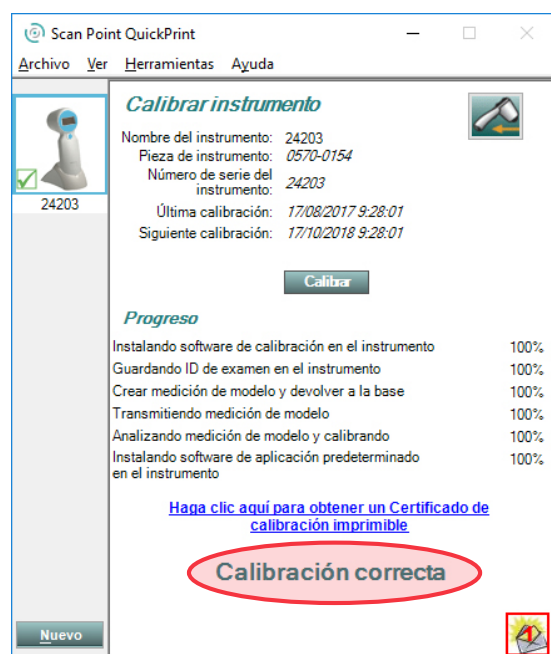 Scan Point QuickPrint
Archivo Ver Herramientas Ayuda
24203
Calibrar instrumento
Nombre del instrumento: 24203
Pieza de instrumento: 0570-0154
Número de serie del
instrumento: 24203
Última calibración: 17/08/2017 9:28:01
Siguiente calibración: 17/10/2018 9:28:01
Calibrar
Progreso
Instalando software de calibración en el instrumento 100%
Guardando ID de examen en el instrumento 100%
Crear medición de modelo y devolver a la base 100%
Transmitiendo medición de modelo 100%
Analizando medición de modelo y calibrando 100%
Instalando software de aplicación predeterminado 100%
en el instrumento
Haga clic aquí para obtener un Certificado de
calibración imprimible
Calibración correcta
Nuevo
1